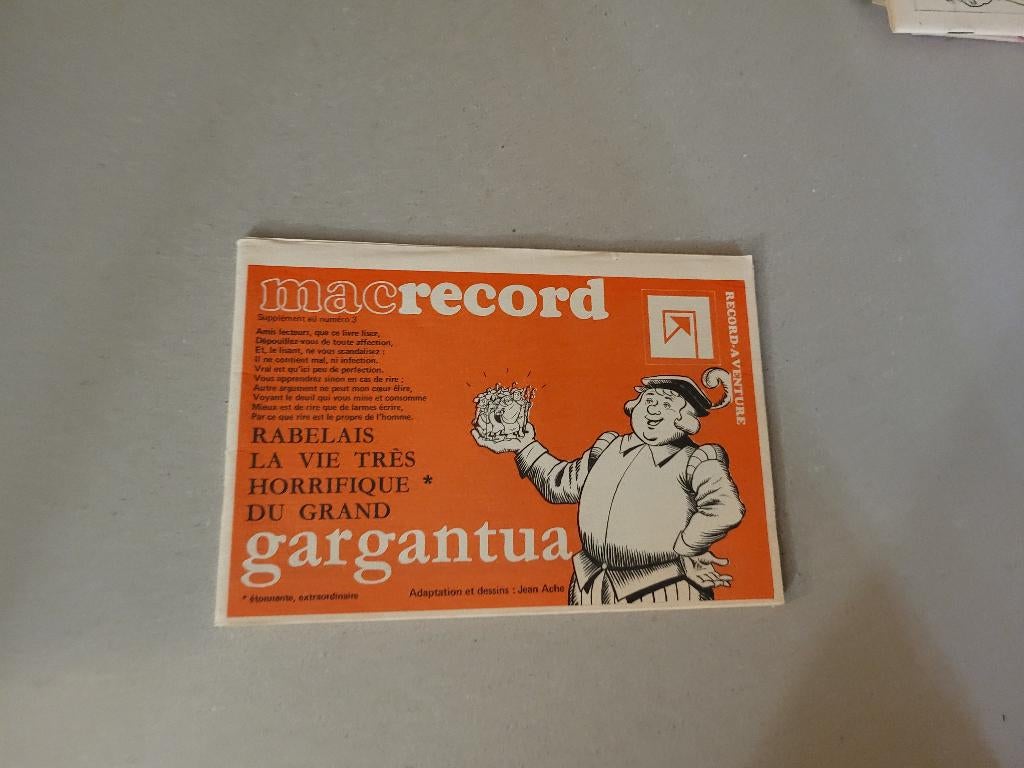 macrecord
Supplément au numéro 3
Amis lecteurs, que ce livre lisez,
Dépouillez-vous de toute affection,
Et, le lisant, ne vous scandalisez :
Il ne contient mal, ni infection.
Vrai est qu'ici peu de perfection.
Vous apprendrez sinon en cas de rire ;
Autre argument ne peut mon cœur élire,
Voyant le deuil qui vous mine et consomme
Mieux est de rire que de larmes écrire,
Par ce que rire est le propre de l'homme.
RABELAIS
LA VIE TRÈS
HORRIFIQUE *
DU GRAND
gargantua
* étonnente, extraordinaire
Adaptation et dessins : Jean Ache
RECORD-AVENTURE